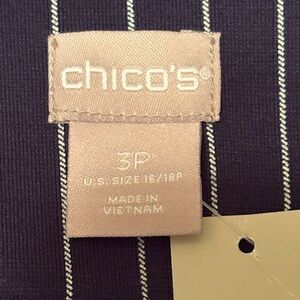 chico's®
3P
U.S. SIZE 16/18P
MADE IN
VIETNAM